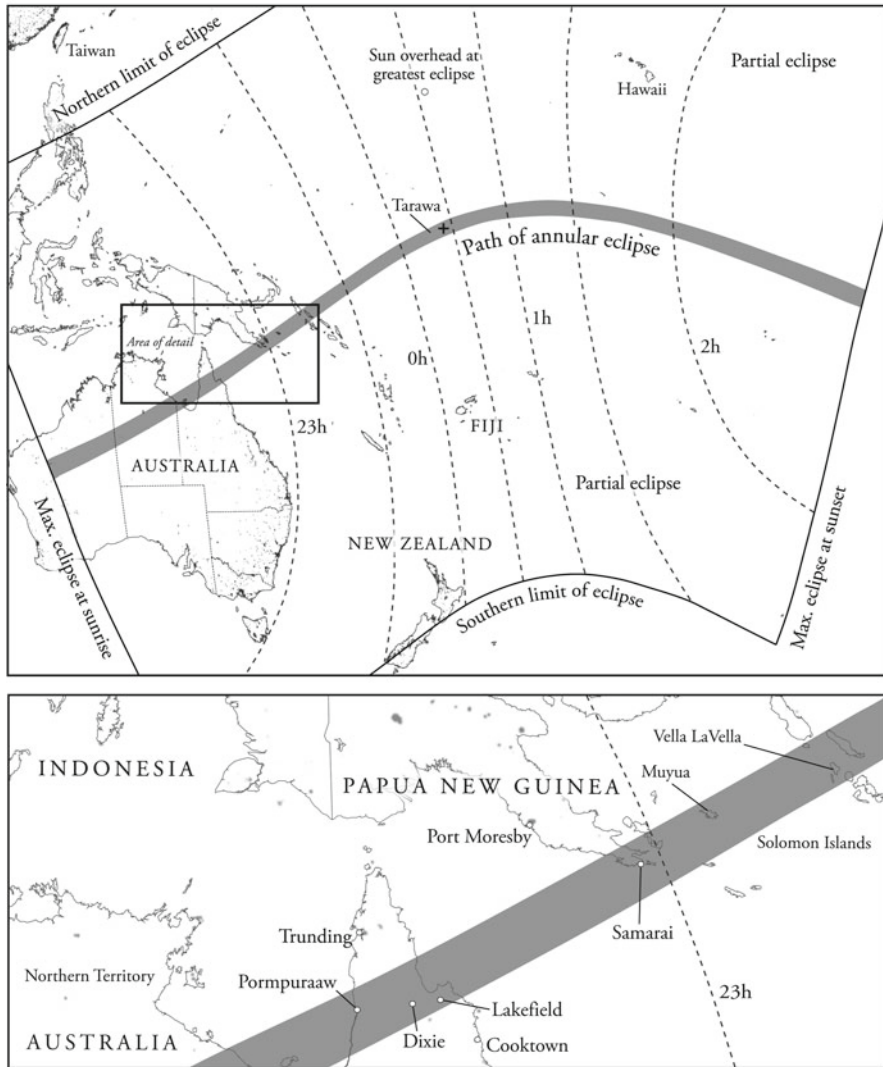 Taiwan
Northern limit of eclipse
Sun overhead at
greatest eclipse
Hawaii
Partial eclipse
Tarawa
Path of annular eclipse
Area of detail
0h
1h
2h
23h
FIJI
AUSTRALIA
Partial eclipse
NEW ZEALAND
Max. eclipse at sunrise
Southern limit of eclipse
Max. eclipse at sunset
INDONESIA
PAPUA NEW GUINEA
Vella LaVella
Muyua
Port Moresby
Solomon Islands
Trunding
Samarai
Northern Territory
Pormpuraaw
23h
Lakefield
Dixie
Cooktown
AUSTRALIA